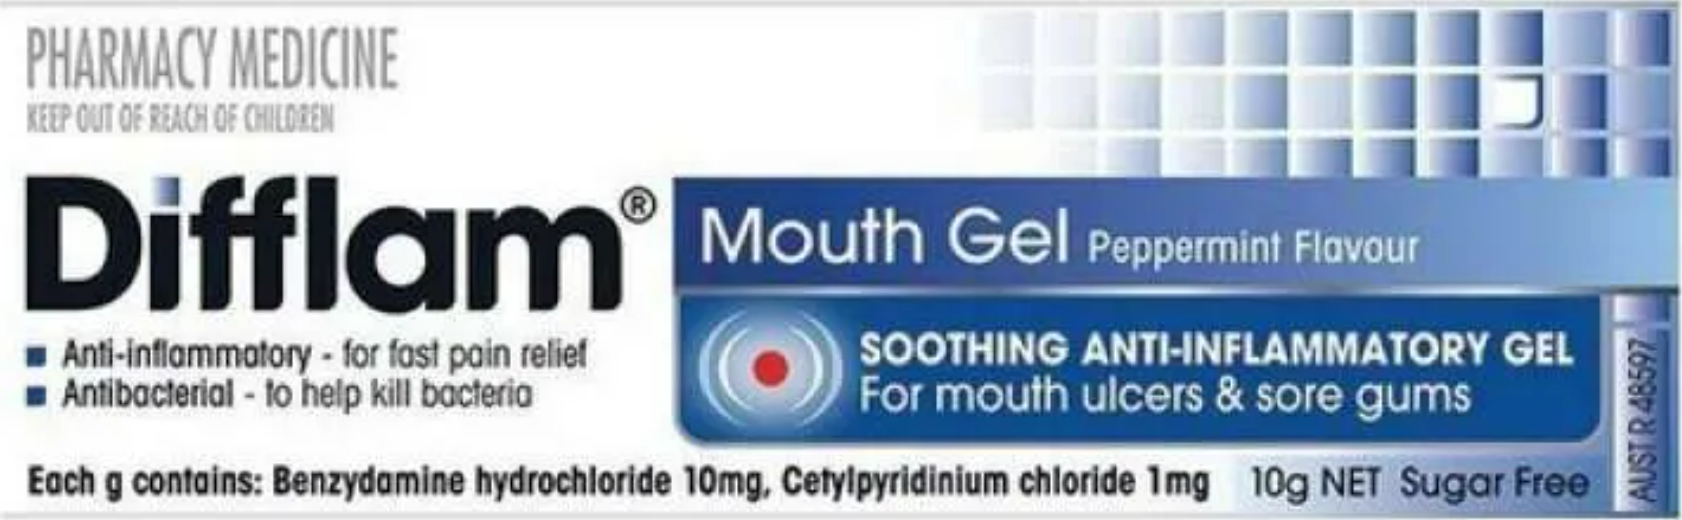 PHARMACY MEDICINE
KEEP OUT OF REACH OF CHILDREN
Difflam®
Mouth Gel Peppermint Flavour
▪ Anti-inflammatory - for fast pain relief
▪ Antibacterial - to help kill bacteria
SOOTHING ANTI-INFLAMMATORY GEL
For mouth ulcers & sore gums
Each g contains: Benzydamine hydrochloride 10mg, Cetylpyridinium chloride 1mg
10g NET Sugar Free
AUST R 48597